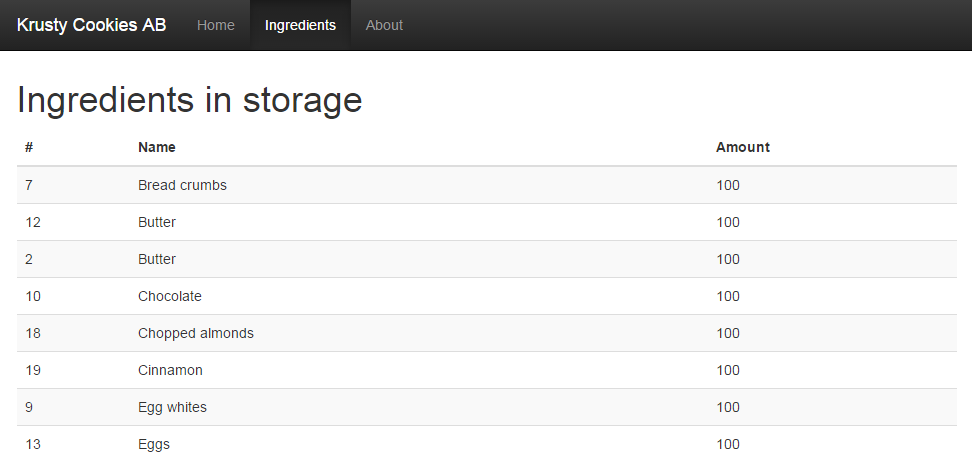 Krusty Cookies AB Home Ingredients About
Ingredients in storage
# Name Amount
7 Bread crumbs 100
12 Butter 100
2 Butter 100
10 Chocolate 100
18 Chopped almonds 100
19 Cinnamon 100
9 Egg whites 100
13 Eggs 100